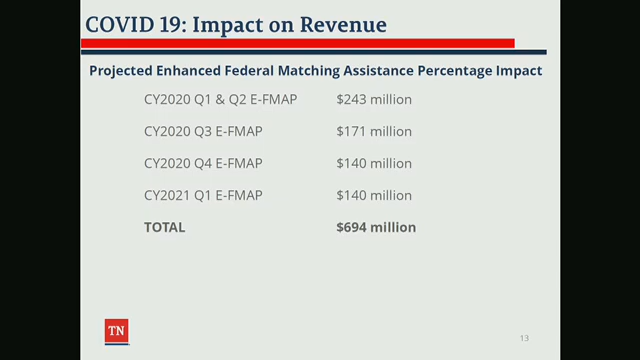 COVID 19: Impact on Revenue
Projected Enhanced Federal Matching Assistance Percentage Impact
CY2020 Q1 & Q2 E-FMAP $243 million
CY2020 Q3 E-FMAP $171 million
CY2020 Q4 E-FMAP $140 million
CY2021 Q1 E-FMAP $140 million
TOTAL $694 million
TN
13